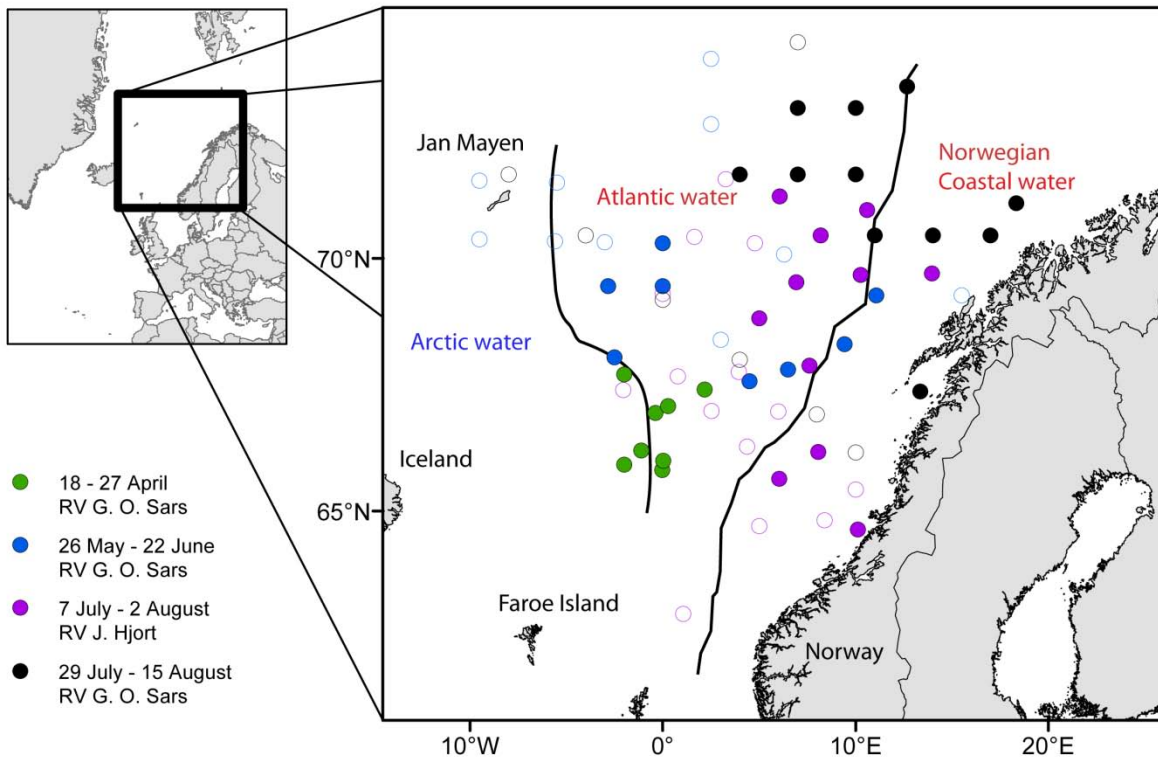 Jan Mayen
Norwegian
Coastal water
Atlantic water
70°N
Arctic water
Iceland
65°N
Faroe Island
Norway
18 - 27 April
RV G. O. Sars
26 May - 22 June
RV G. O. Sars
7 July - 2 August
RV J. Hjort
29 July - 15 August
RV G. O. Sars
10°W 0° 10°E 20°E